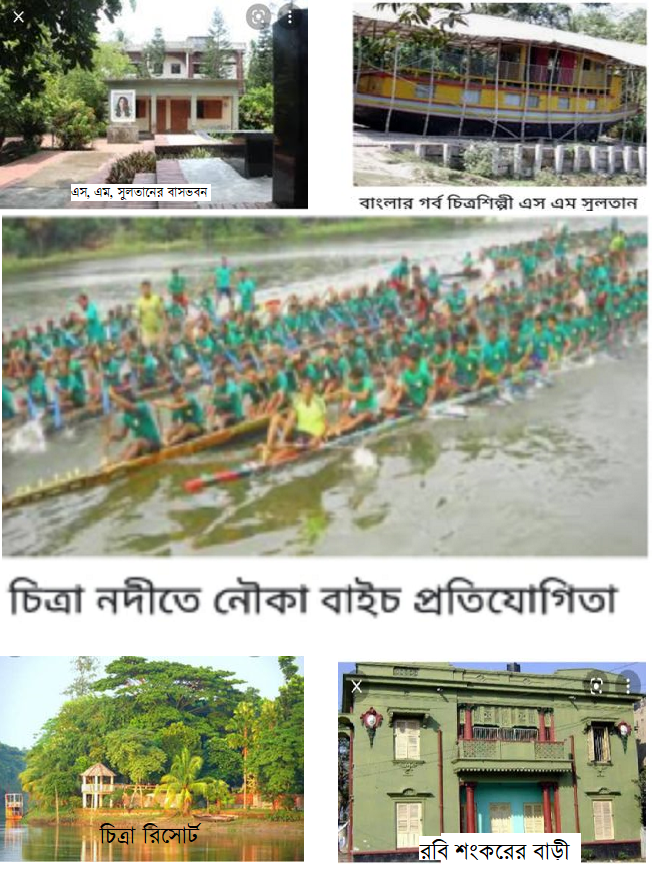 এস, এম, সুলতানের বাসভবন
বাংলার গর্ব চিত্রশিল্পী এস এম সুলতান
চিত্রা নদীতে নৌকা বাইচ প্রতিযোগিতা
চিত্রা রিসোর্ট
রবি শংকরের বাড়ী